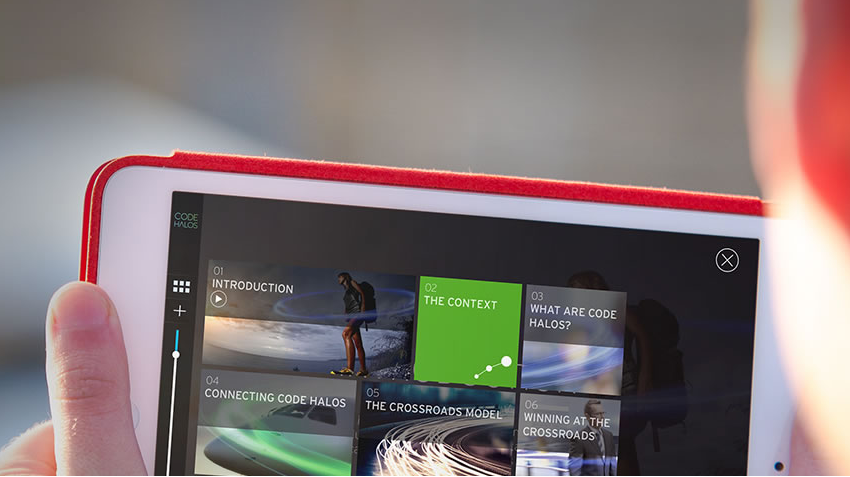 CODE
HALOS
01
INTRODUCTION
02
THE CONTEXT
03
WHAT ARE CODE
HALOS?
04
CONNECTING CODE HALOS
05
THE CROSSROADS MODEL
06
WINNING AT THE
CROSSROADS